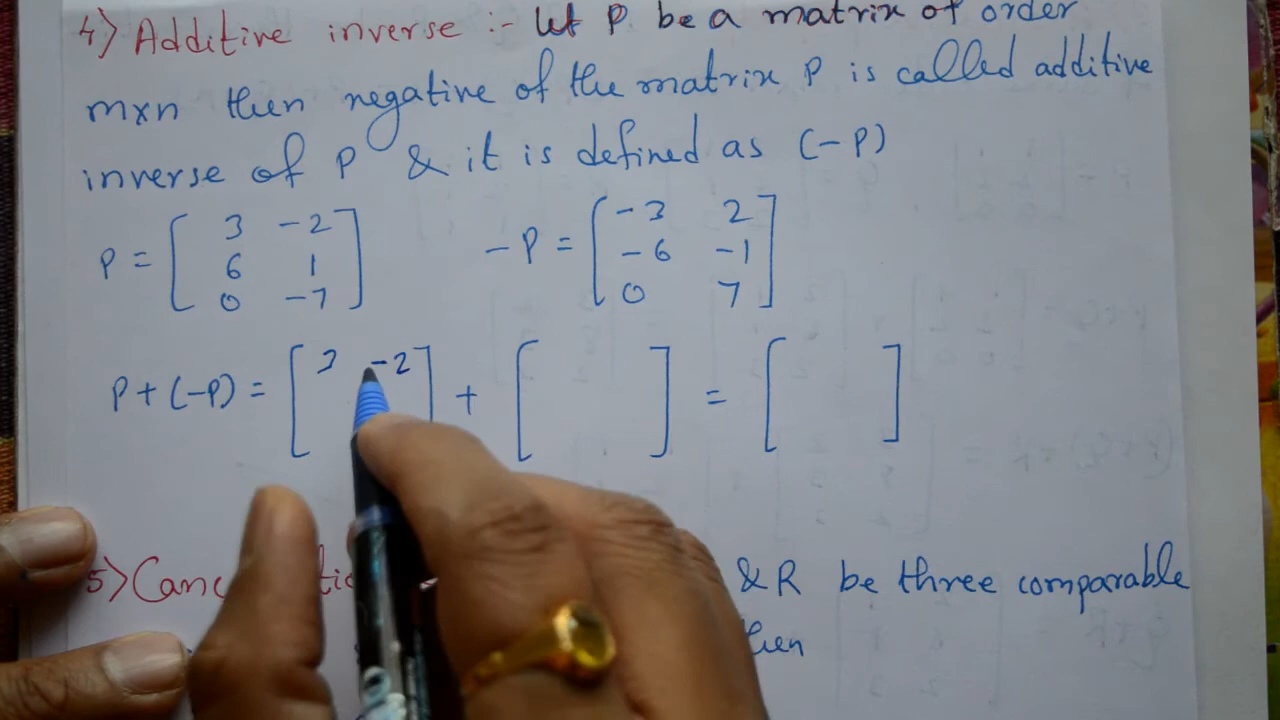 4) Additive inverse :- Let P be a matrix of order
mxn then negative of the matrix P is called additive
inverse of P & it is defined as (-P)
P = [ 3 -2 -P = [ -3 2 ]
6 1 -6 -1
0 -7 ] 0 7 ]
P + (-P) = [ 3 -2 ] + [ ] = [ ]
5) & R be three comparable
then